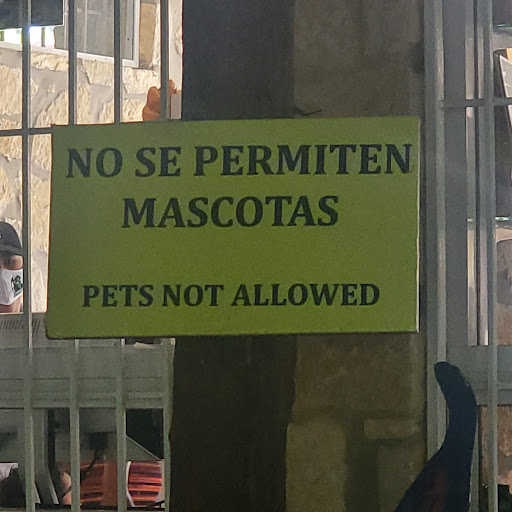 NO SE PERMITEN
MASCOTAS
PETS NOT ALLOWED